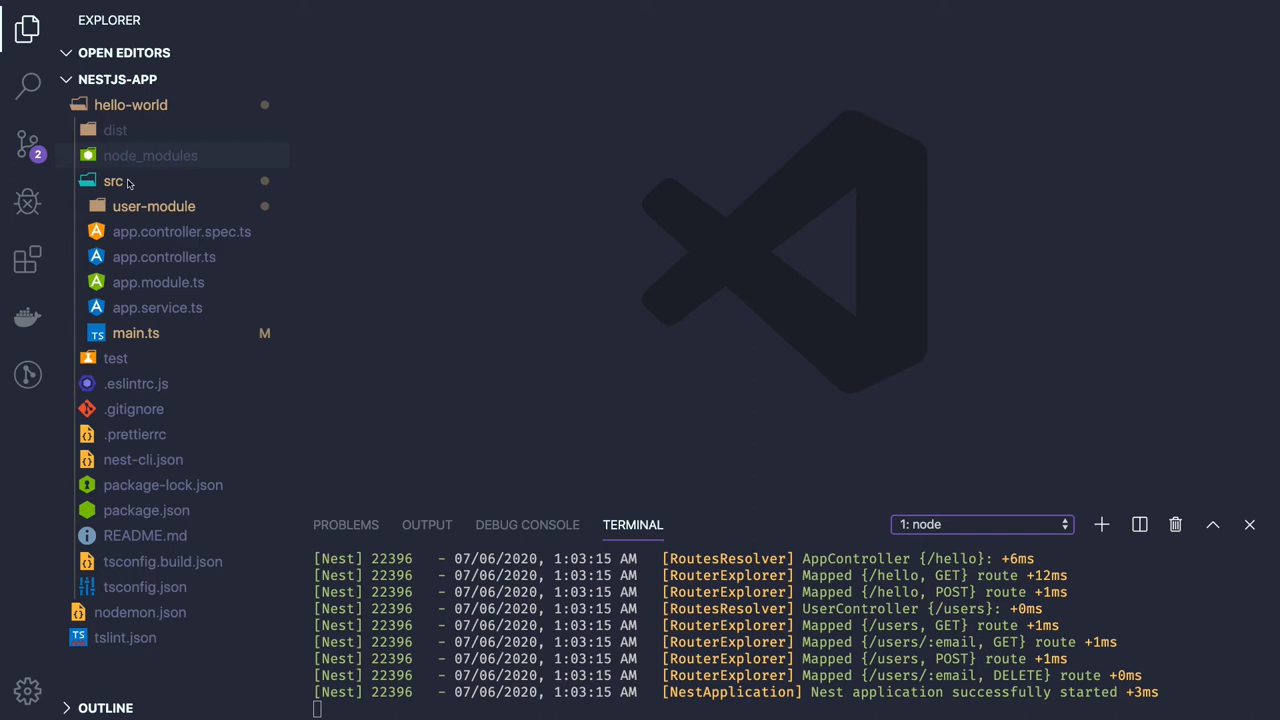 EXPLORER
OPEN EDITORS
NESTJS-APP
hello-world
dist
node_modules
src
user-module
app.controller.spec.ts
app.controller.ts
app.module.ts
app.service.ts
main.ts M
test
.eslintrc.js
.gitignore
.prettierrc
nest-cli.json
package-lock.json
package.json
README.md
tsconfig.build.json
tsconfig.json
nodemon.json
tslint.json
OUTLINE
2
TS
TS
PROBLEMS OUTPUT DEBUG CONSOLE TERMINAL 1: node
[Nest] 22396 - 07/06/2020, 1:03:15 AM [RoutesResolver] AppController {/hello}: +6ms
[Nest] 22396 - 07/06/2020, 1:03:15 AM [RouterExplorer] Mapped {/hello, GET} route +12ms
[Nest] 22396 - 07/06/2020, 1:03:15 AM [RouterExplorer] Mapped {/hello, POST} route +1ms
[Nest] 22396 - 07/06/2020, 1:03:15 AM [RoutesResolver] UserController {/users}: +0ms
[Nest] 22396 - 07/06/2020, 1:03:15 AM [RouterExplorer] Mapped {/users, GET} route +1ms
[Nest] 22396 - 07/06/2020, 1:03:15 AM [RouterExplorer] Mapped {/users/:email, GET} route +1ms
[Nest] 22396 - 07/06/2020, 1:03:15 AM [RouterExplorer] Mapped {/users, POST} route +1ms
[Nest] 22396 - 07/06/2020, 1:03:15 AM [RouterExplorer] Mapped {/users/:email, DELETE} route +0ms
[Nest] 22396 - 07/06/2020, 1:03:15 AM [NestApplication] Nest application successfully started +3ms